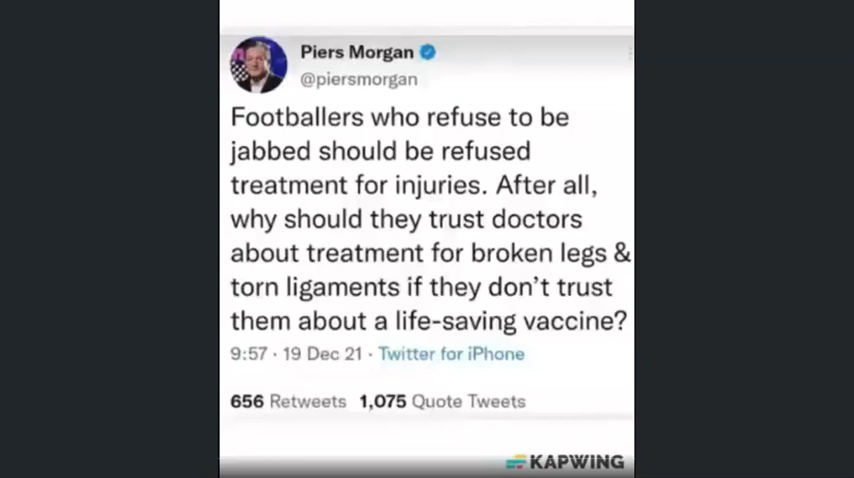 Piers Morgan
@piersmorgan
Footballers who refuse to be
jabbed should be refused
treatment for injuries. After all,
why should they trust doctors
about treatment for broken legs &
torn ligaments if they don’t trust
them about a life-saving vaccine?
9:57 · 19 Dec 21 · Twitter for iPhone
656 Retweets 1,075 Quote Tweets
KAPWING